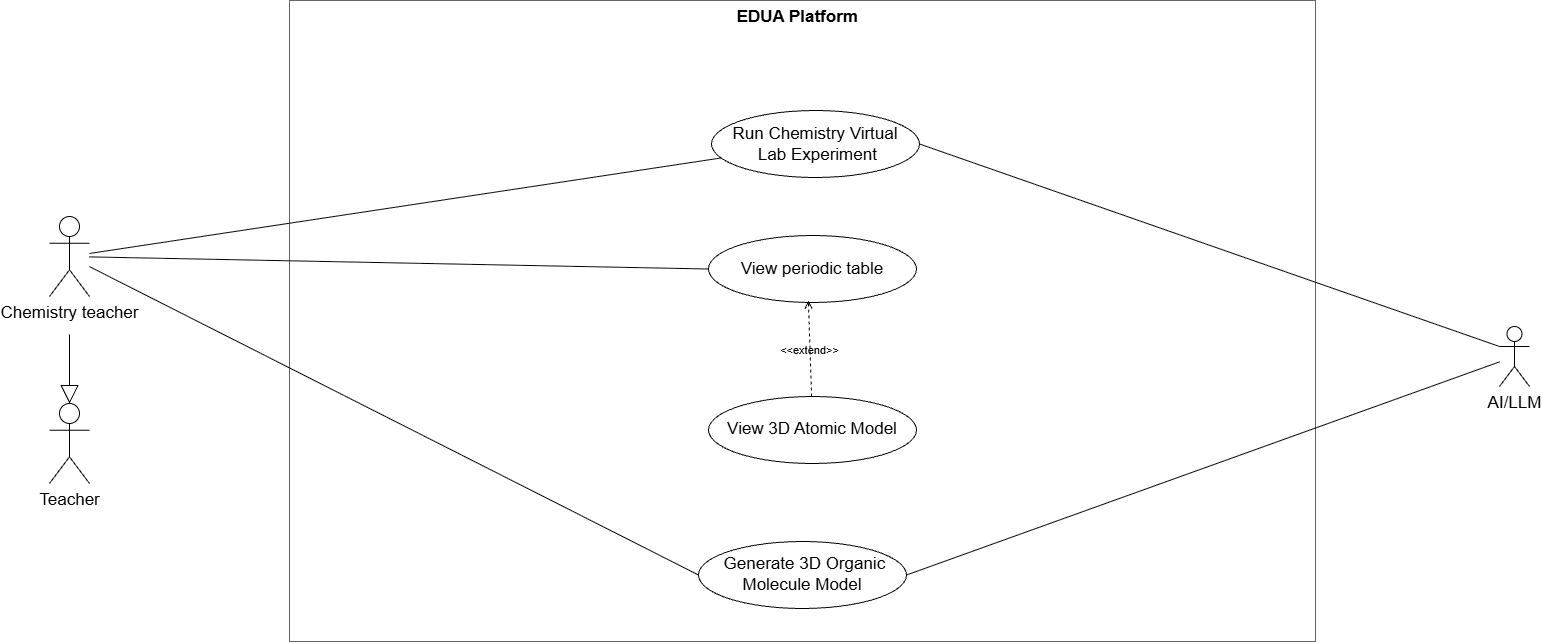 EDUA Platform
Run Chemistry Virtual
Lab Experiment
View periodic table
Chemistry teacher
<<extend>>
AI/LLM
View 3D Atomic Model
Teacher
Generate 3D Organic
Molecule Model